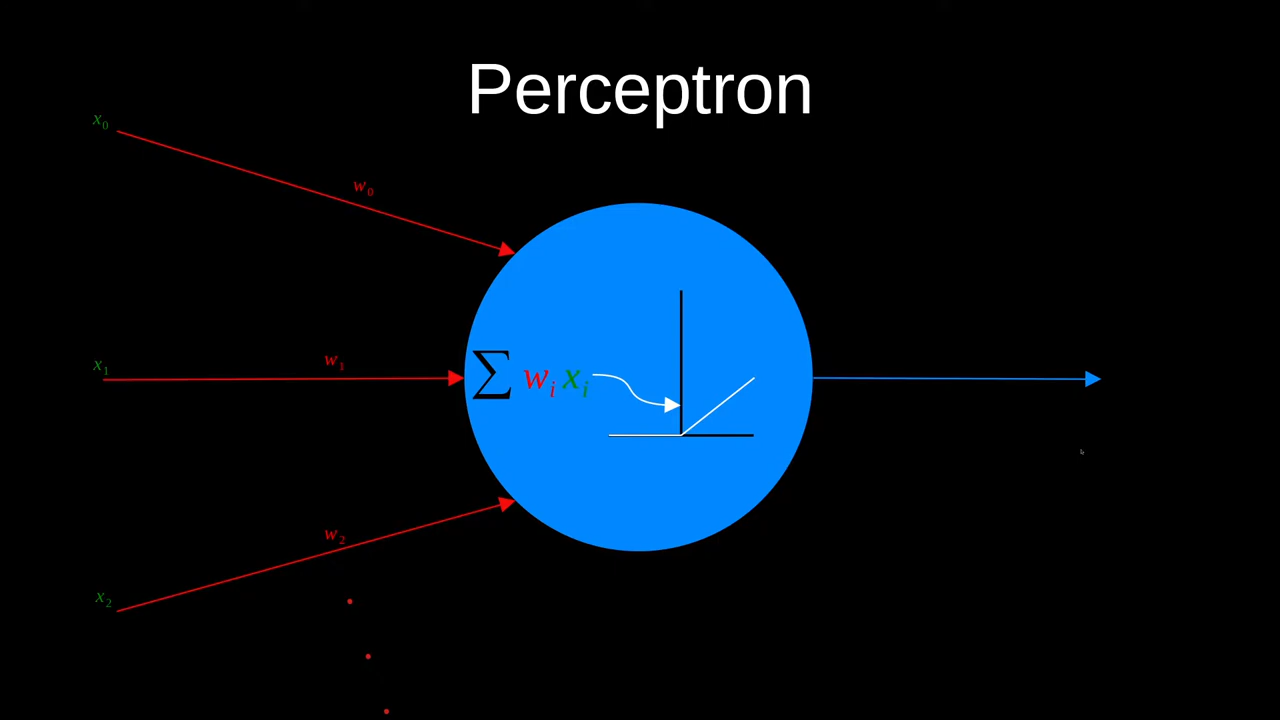 Perceptron
x₀
w₀
x₁
w₁
∑ wᵢ xᵢ
w₂
x₂